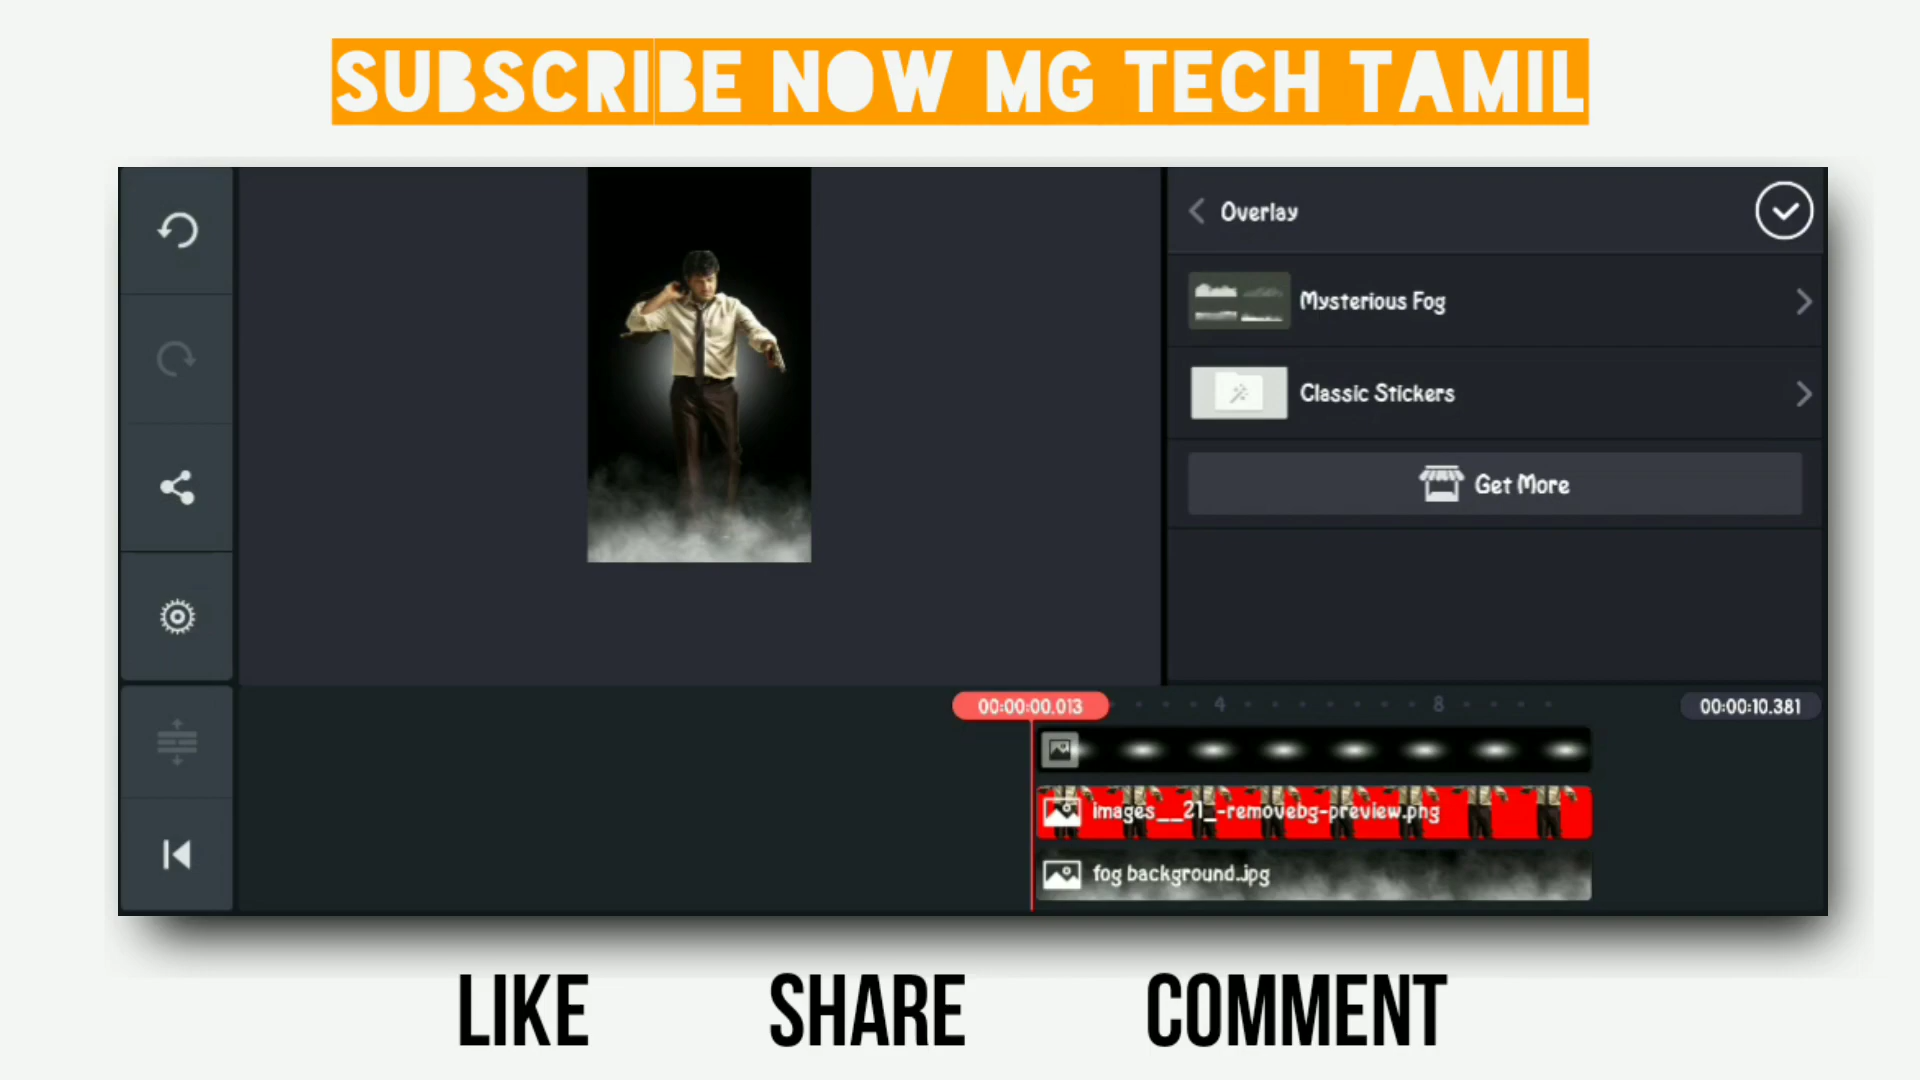 SUBSCRIBE NOW MG TECH TAMIL
Overlay
Mysterious Fog
Classic Stickers
Get More
00:00:00.013
4
8
00:00:10.381
images__21_-removebg-preview.png
fog background.jpg
LIKE SHARE COMMENT